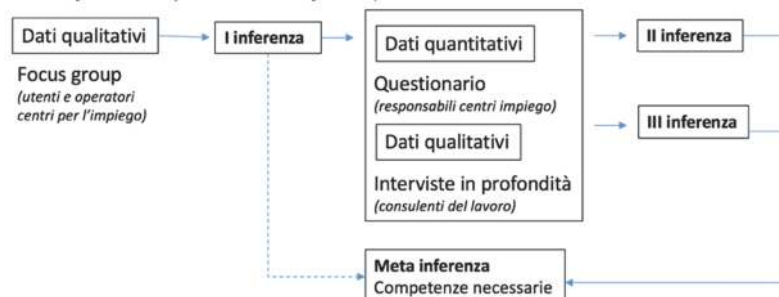 Dati qualitativi
Focus group
(utenti e operatori
centri per l'impiego)
I inferenza
Dati quantitativi
Questionario
(responsabili centri impiego)
Dati qualitativi
Interviste in profondità
(consulenti del lavoro)
II inferenza
III inferenza
Meta inferenza
Competenze necessarie